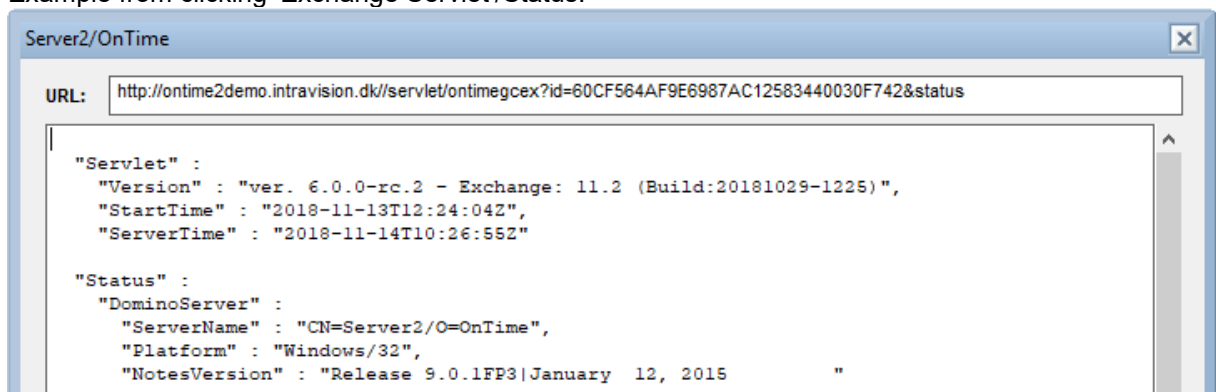 Example from clicking 'Exchange Servlet'/Status:
Server2/OnTime
URL: http://ontime2demo.intravision.dk//servlet/ontimegcex?id=60CF564AF9E6987AC12583440030F742&status
"Servlet" :
"Version" : "ver. 6.0.0-rc.2 - Exchange: 11.2 (Build:20181029-1225)",
"StartTime" : "2018-11-13T12:24:04Z",
"ServerTime" : "2018-11-14T10:26:55Z"
"Status" :
"DominoServer" :
"ServerName" : "CN=Server2/O=OnTime",
"Platform" : "Windows/32",
"NotesVersion" : "Release 9.0.1FP3|January  12, 2015         "